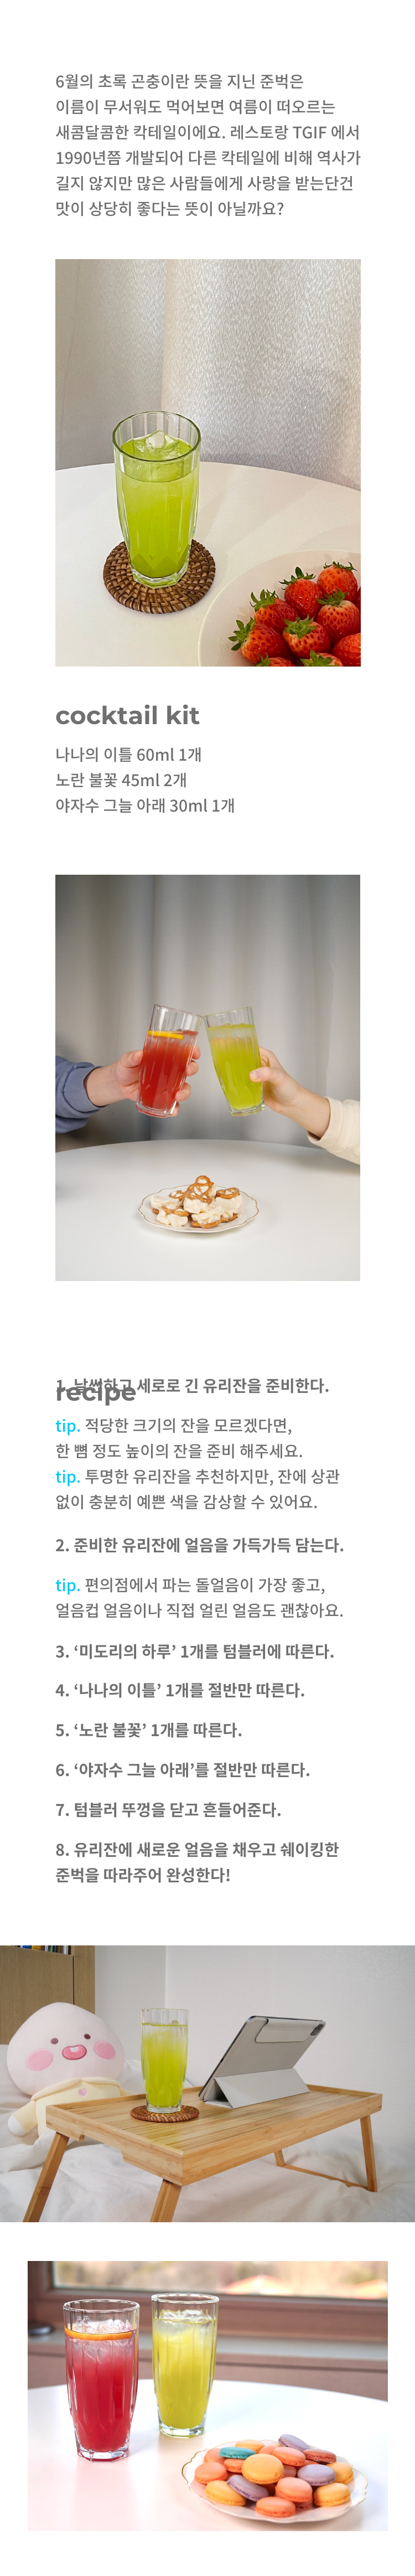 6월의 초록 곤충이란 뜻을 지닌 준벅은
이름이 무서워도 먹어보면 여름이 떠오르는
새콤달콤한 칵테일이에요. 레스토랑 TGIF 에서
1990년쯤 개발되어 다른 칵테일에 비해 역사가
길지 않지만 많은 사람들에게 사랑을 받는단건
맛이 상당히 좋다는 뜻이 아닐까요?
cocktail kit
나나의 이틀 60ml 1개
노란 불꽃 45ml 2개
야자수 그늘 아래 30ml 1개
recipe
1. 날씬하고 세로로 긴 유리잔을 준비한다.
tip. 적당한 크기의 잔을 모르겠다면,
한 뼘 정도 높이의 잔을 준비 해주세요.
tip. 투명한 유리잔을 추천하지만, 잔에 상관
없이 충분히 예쁜 색을 감상할 수 있어요.
2. 준비한 유리잔에 얼음을 가득가득 담는다.
tip. 편의점에서 파는 돌얼음이 가장 좋고,
얼음컵 얼음이나 직접 얼린 얼음도 괜찮아요.
3. ‘미도리의 하루’ 1개를 텀블러에 따른다.
4. ‘나나의 이틀’ 1개를 절반만 따른다.
5. ‘노란 불꽃’ 1개를 따른다.
6. ‘야자수 그늘 아래’를 절반만 따른다.
7. 텀블러 뚜껑을 닫고 흔들어준다.
8. 유리잔에 새로운 얼음을 채우고 쉐이킹한
준벅을 따라주어 완성한다!